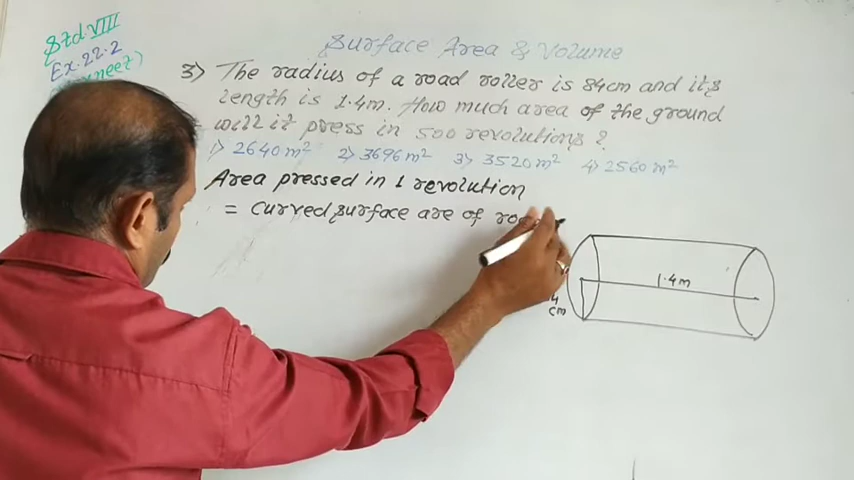 Std VIII
Ex. 22.2
Surface Area & Volume
3) The radius of a road roller is 84cm and its
length is 1.4m. How much area of the ground
will it press in 500 revolutions ?
1) 2640 m² 2) 3696 m² 3) 3520 m² 4) 2560 m²
Area pressed in 1 revolution
= curved surface are of
1.4m
4
cm